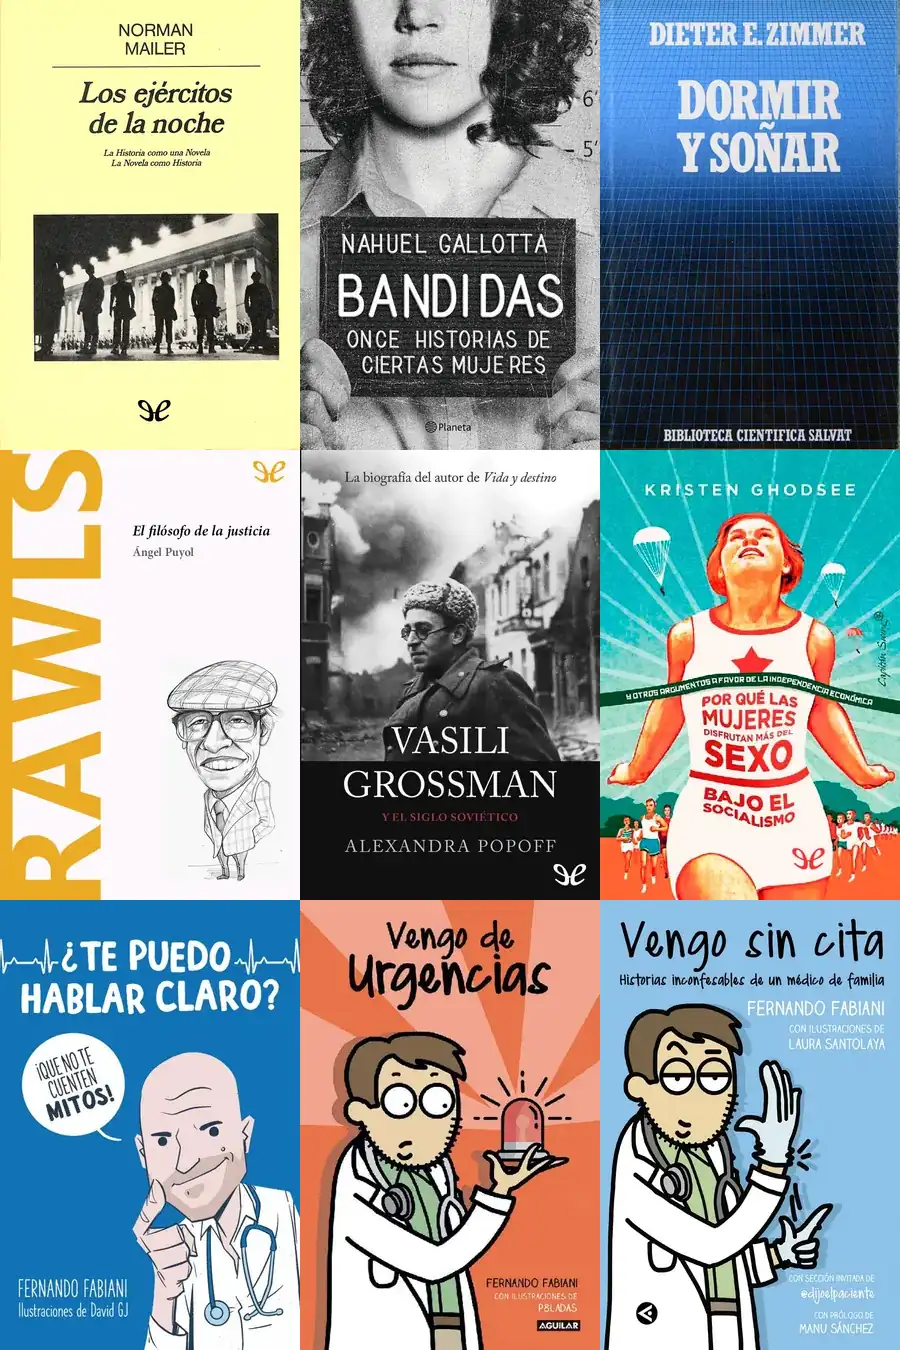 NORMAN
MAILER
Los ejércitos
de la noche
La Historia como una Novela
La Novela como Historia
6'
5'
NAHUEL GALLOTTA
BANDIDAS
ONCE HISTORIAS DE
CIERTAS MUJERES
Planeta
DIETER E. ZIMMER
DORMIR
Y SOÑAR
BIBLIOTECA CIENTIFICA SALVAT
RAWLS
El filósofo de la justicia
Ángel Puyol
La biografía del autor de Vida y destino
VASILI
GROSSMAN
Y EL SIGLO SOVIÉTICO
ALEXANDRA POPOFF
KRISTEN GHODSEE
Capitán Swing®
Y OTROS ARGUMENTOS A FAVOR DE LA INDEPENDENCIA ECONÓMICA
POR QUÉ LAS
MUJERES
DISFRUTAN MÁS DEL
SEXO
BAJO EL
SOCIALISMO
¿TE PUEDO
HABLAR CLARO?
¡QUE NO TE
CUENTEN
MITOS!
FERNANDO FABIANI
Ilustraciones de David GJ
Vengo de
Urgencias
FERNANDO FABIANI
CON ILUSTRACIONES DE
P8LADAS
AGUILAR
Vengo sin cita
Historias inconfesables de un médico de familia
FERNANDO FABIANI
CON ILUSTRACIONES DE
LAURA SANTOLAYA
CON SECCIÓN INVITADA DE
@dijoelpaciente
CON PRÓLOGO DE
MANU SÁNCHEZ